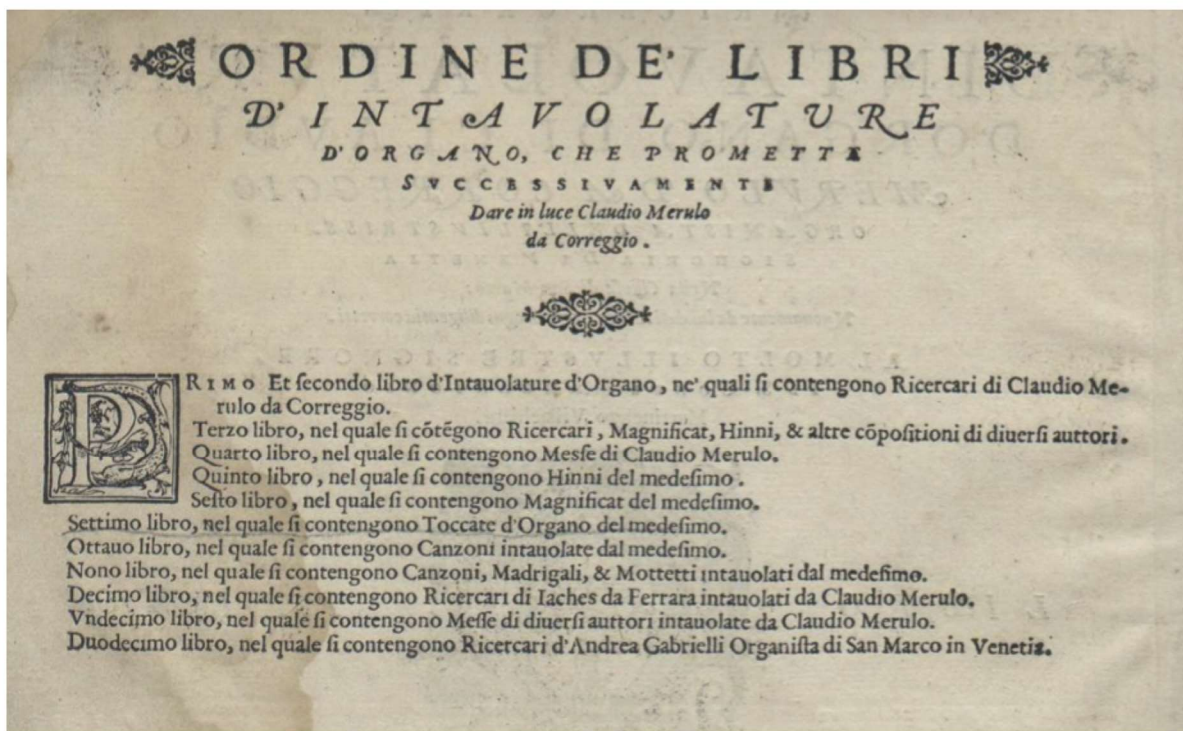 ORDINE DE' LIBRI
D'INTAVOLATURE
D'ORGANO, CHE PROMETTE
SVCCESSIVAMENTE
Dare in luce Claudio Merulo
da Correggio.
PRIMO Et ſecondo libro d'Intauolature d'Organo, ne' quali ſi contengono Ricercari di Claudio Me-
rulo da Correggio.
Terzo libro, nel quale ſi cōtēgono Ricercari, Magnificat, Hinni, & altre cōpoſitioni di diuerſi auttori.
Quarto libro, nel quale ſi contengono Meſſe di Claudio Merulo.
Quinto libro, nel quale ſi contengono Hinni del medeſimo.
Seſto libro, nel quale ſi contengono Magnificat del medeſimo.
Settimo libro, nel quale ſi contengono Toccate d'Organo del medeſimo.
Ottauo libro, nel quale ſi contengono Canzoni intauolate dal medeſimo.
Nono libro, nel quale ſi contengono Canzoni, Madrigali, & Mottetti intauolati dal medeſimo.
Decimo libro, nel quale ſi contengono Ricercari di Iaches da Ferrara intauolati da Claudio Merulo.
Vndecimo libro, nel quale ſi contengono Meſſe di diuerſi auttori intauolate da Claudio Merulo.
Duodecimo libro, nel quale ſi contengono Ricercari d'Andrea Gabrielli Organiſta di San Marco in Venetia.